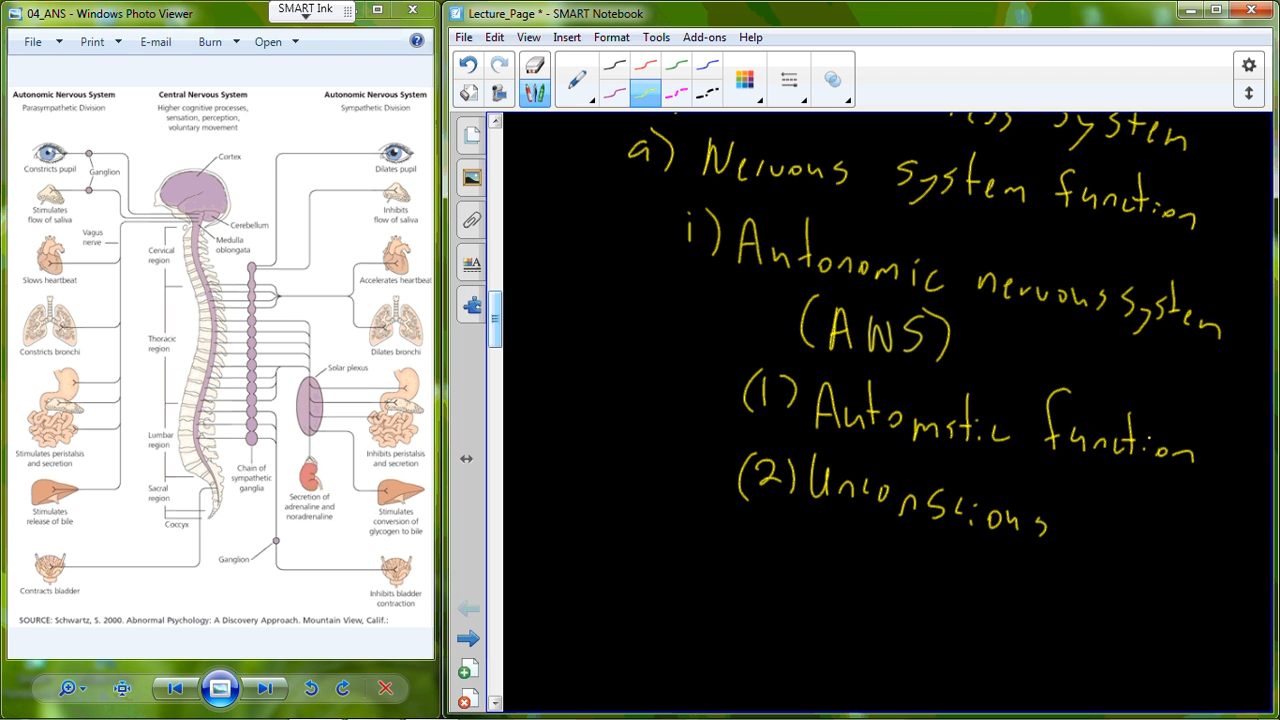 04_ANS - Windows Photo Viewer
SMART Ink
File Print E-mail Burn Open
Autonomic Nervous System
Parasympathetic Division
Central Nervous System
Higher cognitive processes,
sensation, perception,
voluntary movement
Autonomic Nervous System
Sympathetic Division
Constricts pupil
Ganglion
Stimulates
flow of saliva
Vagus
nerve
Slows heartbeat
Constricts bronchi
Stimulates peristalsis
and secretion
Stimulates
release of bile
Contracts bladder
Cortex
Cerebellum
Medulla
oblongata
Cervical
region
Thoracic
region
Lumbar
region
Sacral
region
Coccyx
Chain of
sympathetic
ganglia
Ganglion
Solar plexus
Secretion of
adrenaline and
noradrenaline
Dilates pupil
Inhibits
flow of saliva
Accelerates heartbeat
Dilates bronchi
Inhibits peristalsis
and secretion
Stimulates
conversion of
glycogen to bile
Inhibits bladder
contraction
SOURCE: Schwartz, S. 2000. Abnormal Psychology: A Discovery Approach. Mountain View, Calif.:
Lecture_Page * - SMART Notebook
File Edit View Insert Format Tools Add-ons Help
system
a) Nervous system function
i) Autonomic nervous system
(ANS)
(1) Automatic function
(2) Unconscious